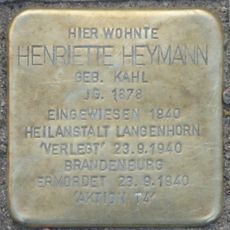 HIER WOHNTE
HENRIETTE HEYMANN
GEB. KAHL
JG. 1878
EINGEWIESEN 1940
HEILANSTALT LANGENHORN
'VERLEGT' 23.9.1940
BRANDENBURG
ERMORDET 23.9.1940
'AKTION T4'